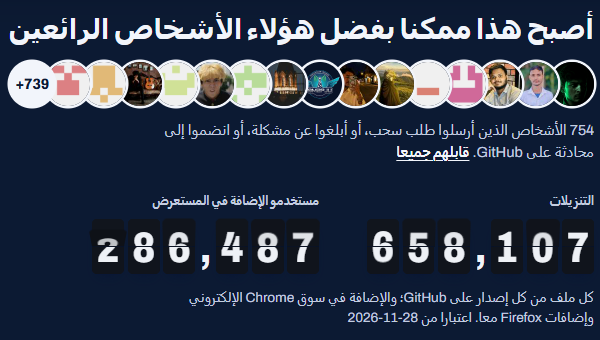 أصبح هذا ممكنا بفضل هؤلاء الأشخاص الرائعين
+739
754 الأشخاص الذين أرسلوا طلب سحب، أو أبلغوا عن مشكلة، أو انضموا إلى
محادثة على GitHub. قابلهم جميعا
التنزيلات
658,107
مستخدمو الإضافة في المستعرض
286,487
كل ملف من كل إصدار على GitHub؛ والإضافة في سوق Chrome الإلكتروني
وإضافات Firefox معا. اعتبارا من 28-11-2026